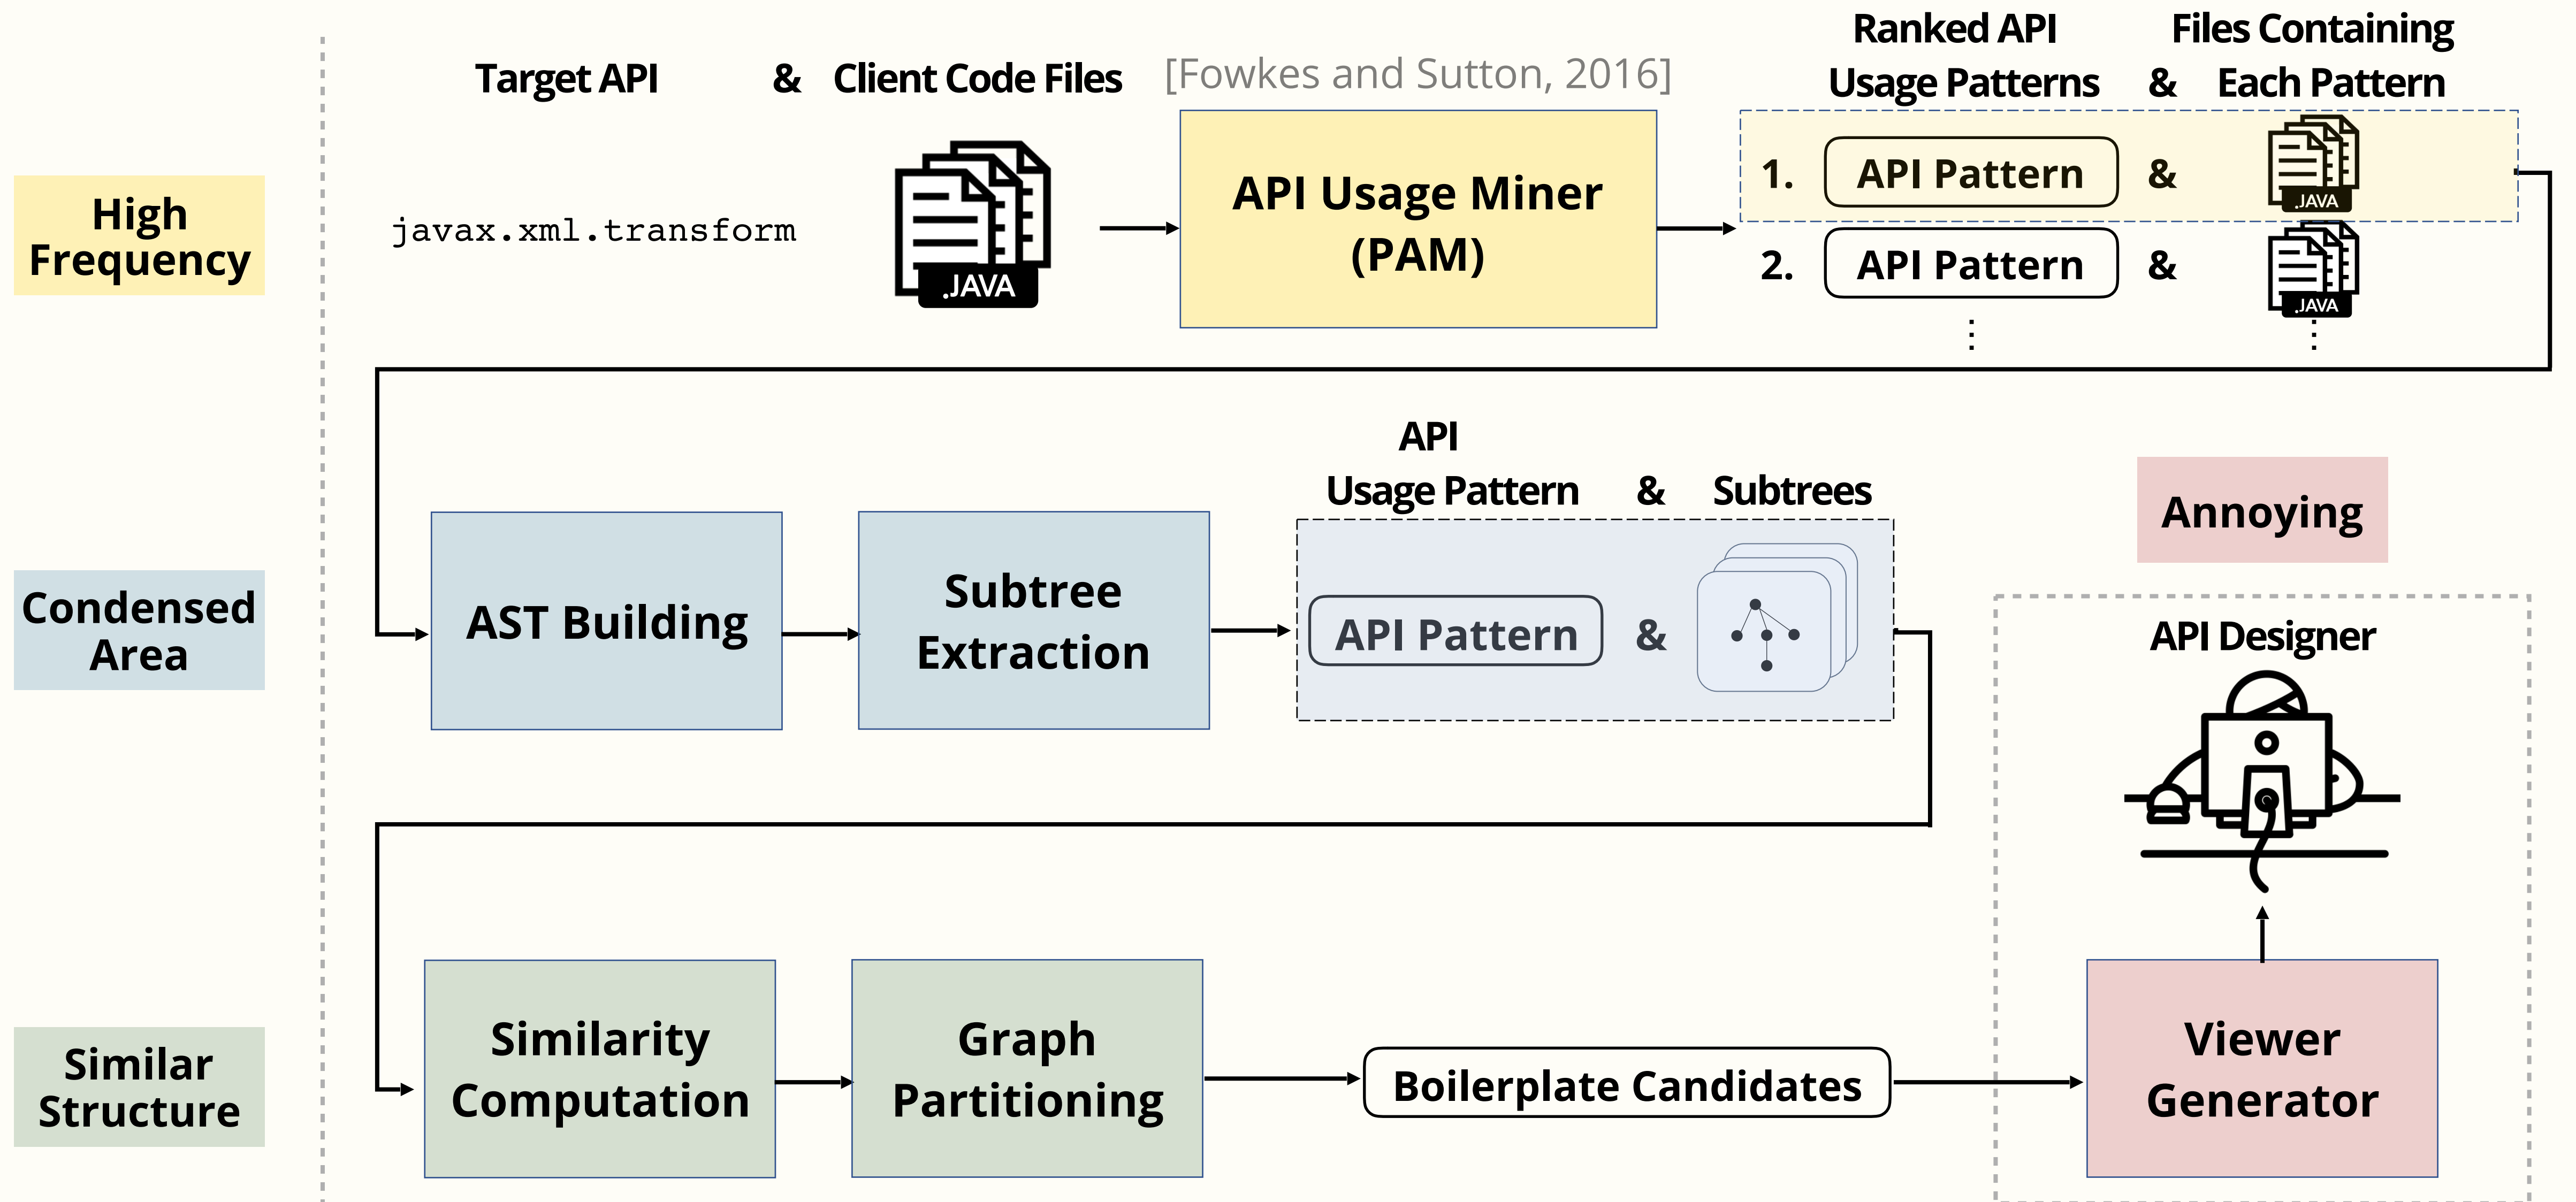 Target API & Client Code Files
[Fowkes and Sutton, 2016]
Ranked API
Usage Patterns
&
Files Containing
Each Pattern
High
Frequency
javax.xml.transform
.JAVA
API Usage Miner
(PAM)
1. API Pattern &
.JAVA
2. API Pattern &
.JAVA
Condensed
Area
AST Building
Subtree
Extraction
API
Usage Pattern & Subtrees
API Pattern &
Annoying
API Designer
Similar
Structure
Similarity
Computation
Graph
Partitioning
Boilerplate Candidates
Viewer
Generator